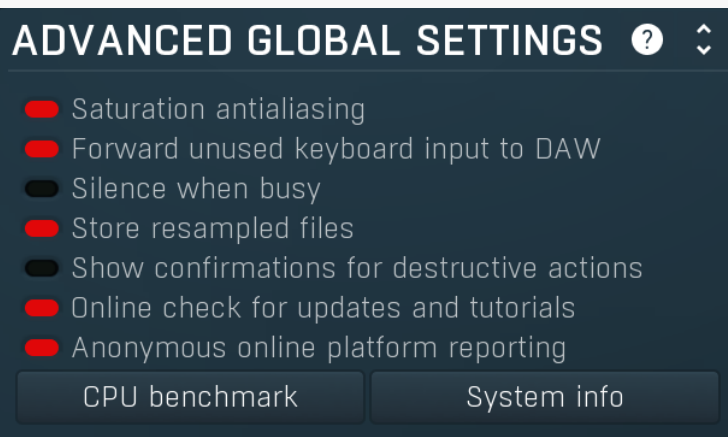 ADVANCED GLOBAL SETTINGS ?
Saturation antialiasing
Forward unused keyboard input to DAW
Silence when busy
Store resampled files
Show confirmations for destructive actions
Online check for updates and tutorials
Anonymous online platform reporting
CPU benchmark System info